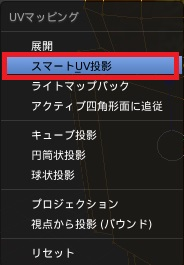 UVマッピング
展開
スマートUV投影
ライトマップパック
アクティブ四角形面に追従
キューブ投影
円筒状投影
球状投影
プロジェクション
視点から投影 (バウンド)
リセット